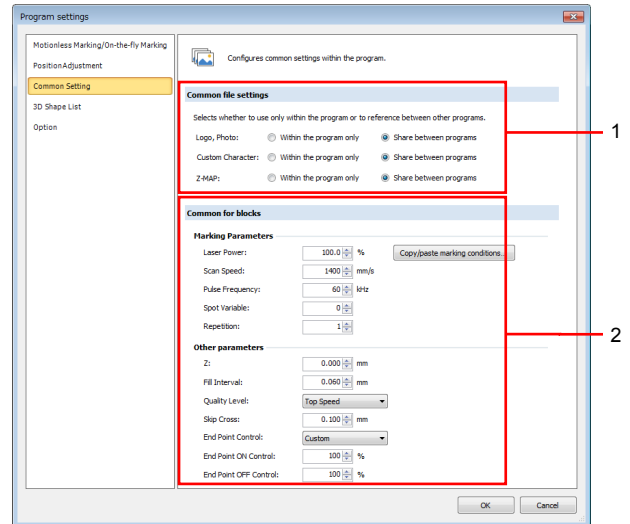 Program settings
Motionless Marking/On-the-fly Marking
Position Adjustment
Common Setting
3D Shape List
Option
Configures common settings within the program.
Common file settings
Selects whether to use only within the program or to reference between other programs.
Logo, Photo: Within the program only Share between programs
Custom Character: Within the program only Share between programs
Z-MAP: Within the program only Share between programs
1
Common for blocks
Marking Parameters
Laser Power: 100.0 % Copy/paste marking conditions...
Scan Speed: 1400 mm/s
Pulse Frequency: 60 kHz
Spot Variable: 0
Repetition: 1
2
Other parameters
Z: 0.000 mm
Fill Interval: 0.060 mm
Quality Level: Top Speed
Skip Cross: 0.100 mm
End Point Control: Custom
End Point ON Control: 100 %
End Point OFF Control: 100 %
OK Cancel